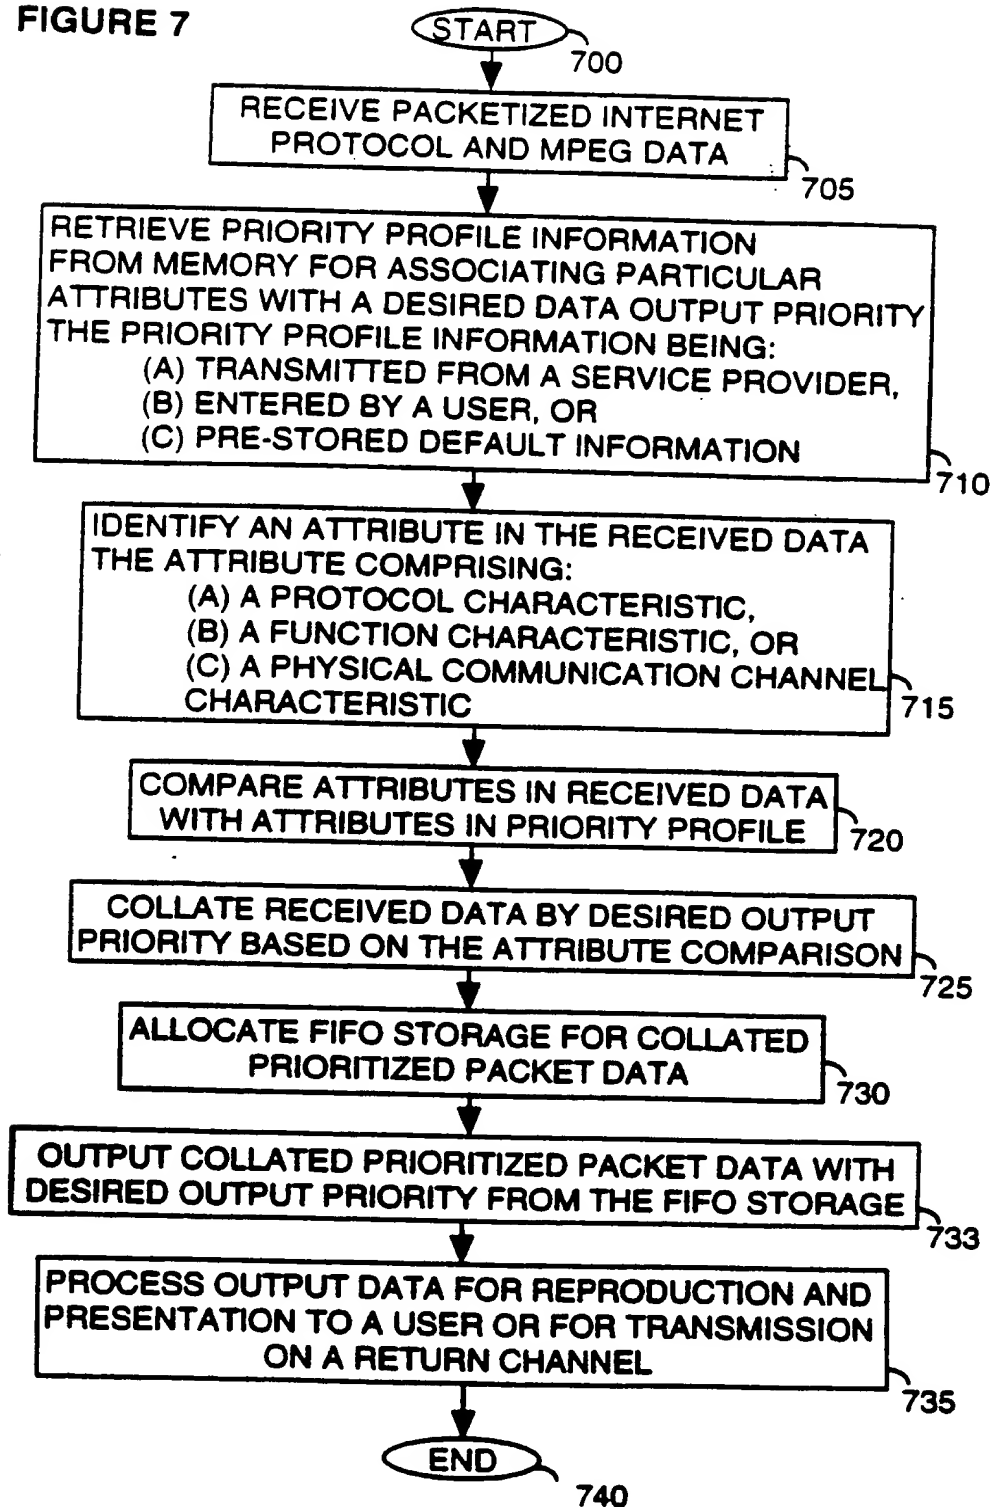 FIGURE 7
START
700
RECEIVE PACKETIZED INTERNET
PROTOCOL AND MPEG DATA
705
RETRIEVE PRIORITY PROFILE INFORMATION
FROM MEMORY FOR ASSOCIATING PARTICULAR
ATTRIBUTES WITH A DESIRED DATA OUTPUT PRIORITY
THE PRIORITY PROFILE INFORMATION BEING:
(A) TRANSMITTED FROM A SERVICE PROVIDER,
(B) ENTERED BY A USER, OR
(C) PRE-STORED DEFAULT INFORMATION
710
IDENTIFY AN ATTRIBUTE IN THE RECEIVED DATA
THE ATTRIBUTE COMPRISING:
(A) A PROTOCOL CHARACTERISTIC,
(B) A FUNCTION CHARACTERISTIC, OR
(C) A PHYSICAL COMMUNICATION CHANNEL
CHARACTERISTIC
715
COMPARE ATTRIBUTES IN RECEIVED DATA
WITH ATTRIBUTES IN PRIORITY PROFILE
720
COLLATE RECEIVED DATA BY DESIRED OUTPUT
PRIORITY BASED ON THE ATTRIBUTE COMPARISON
725
ALLOCATE FIFO STORAGE FOR COLLATED
PRIORITIZED PACKET DATA
730
OUTPUT COLLATED PRIORITIZED PACKET DATA WITH
DESIRED OUTPUT PRIORITY FROM THE FIFO STORAGE
733
PROCESS OUTPUT DATA FOR REPRODUCTION AND
PRESENTATION TO A USER OR FOR TRANSMISSION
ON A RETURN CHANNEL
735
END
740